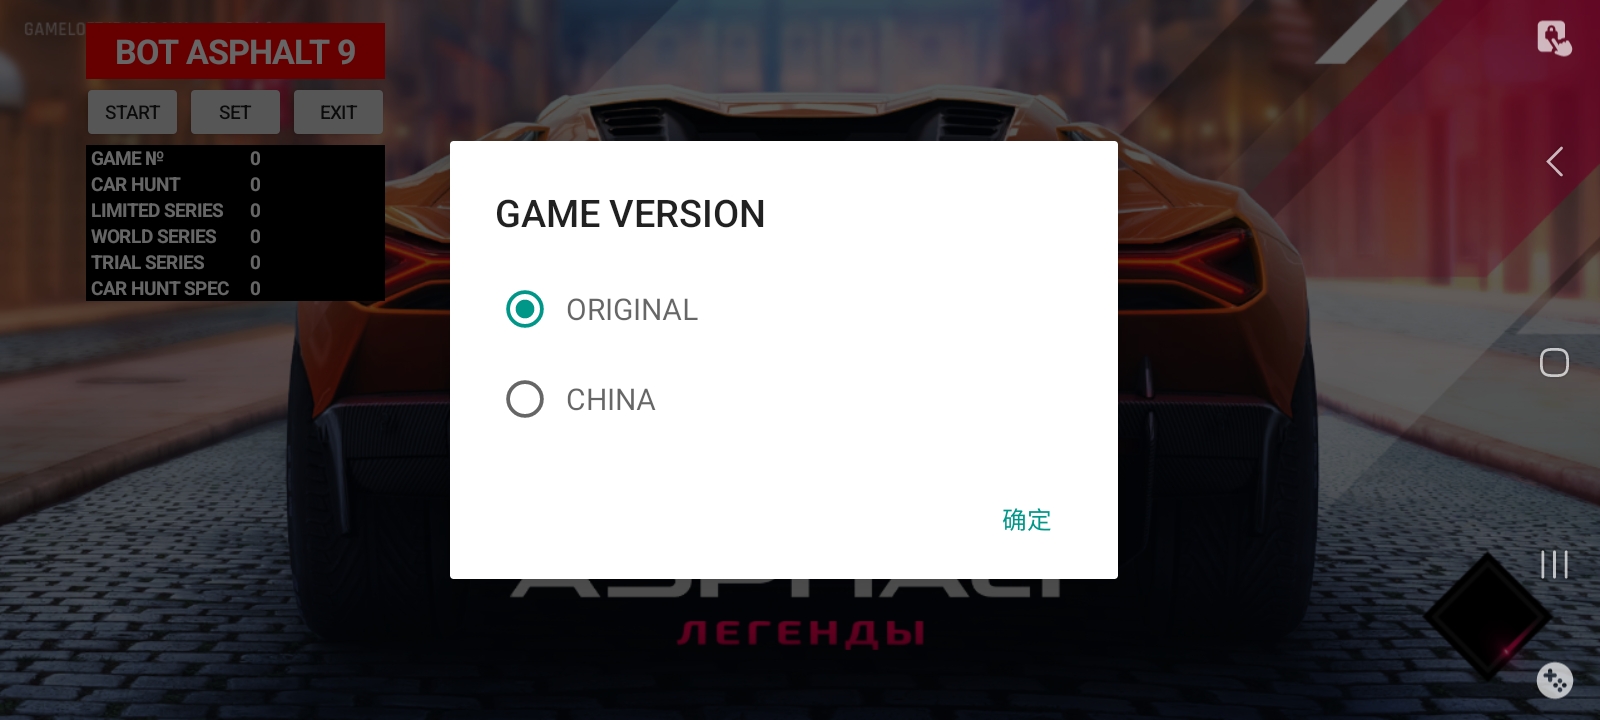 GAMELO
BOT ASPHALT 9
START SET EXIT
GAME № 0
CAR HUNT 0
LIMITED SERIES 0
WORLD SERIES 0
TRIAL SERIES 0
CAR HUNT SPEC 0
GAME VERSION
ORIGINAL
CHINA
确定
ASPHALT
ЛЕГЕНДЫ